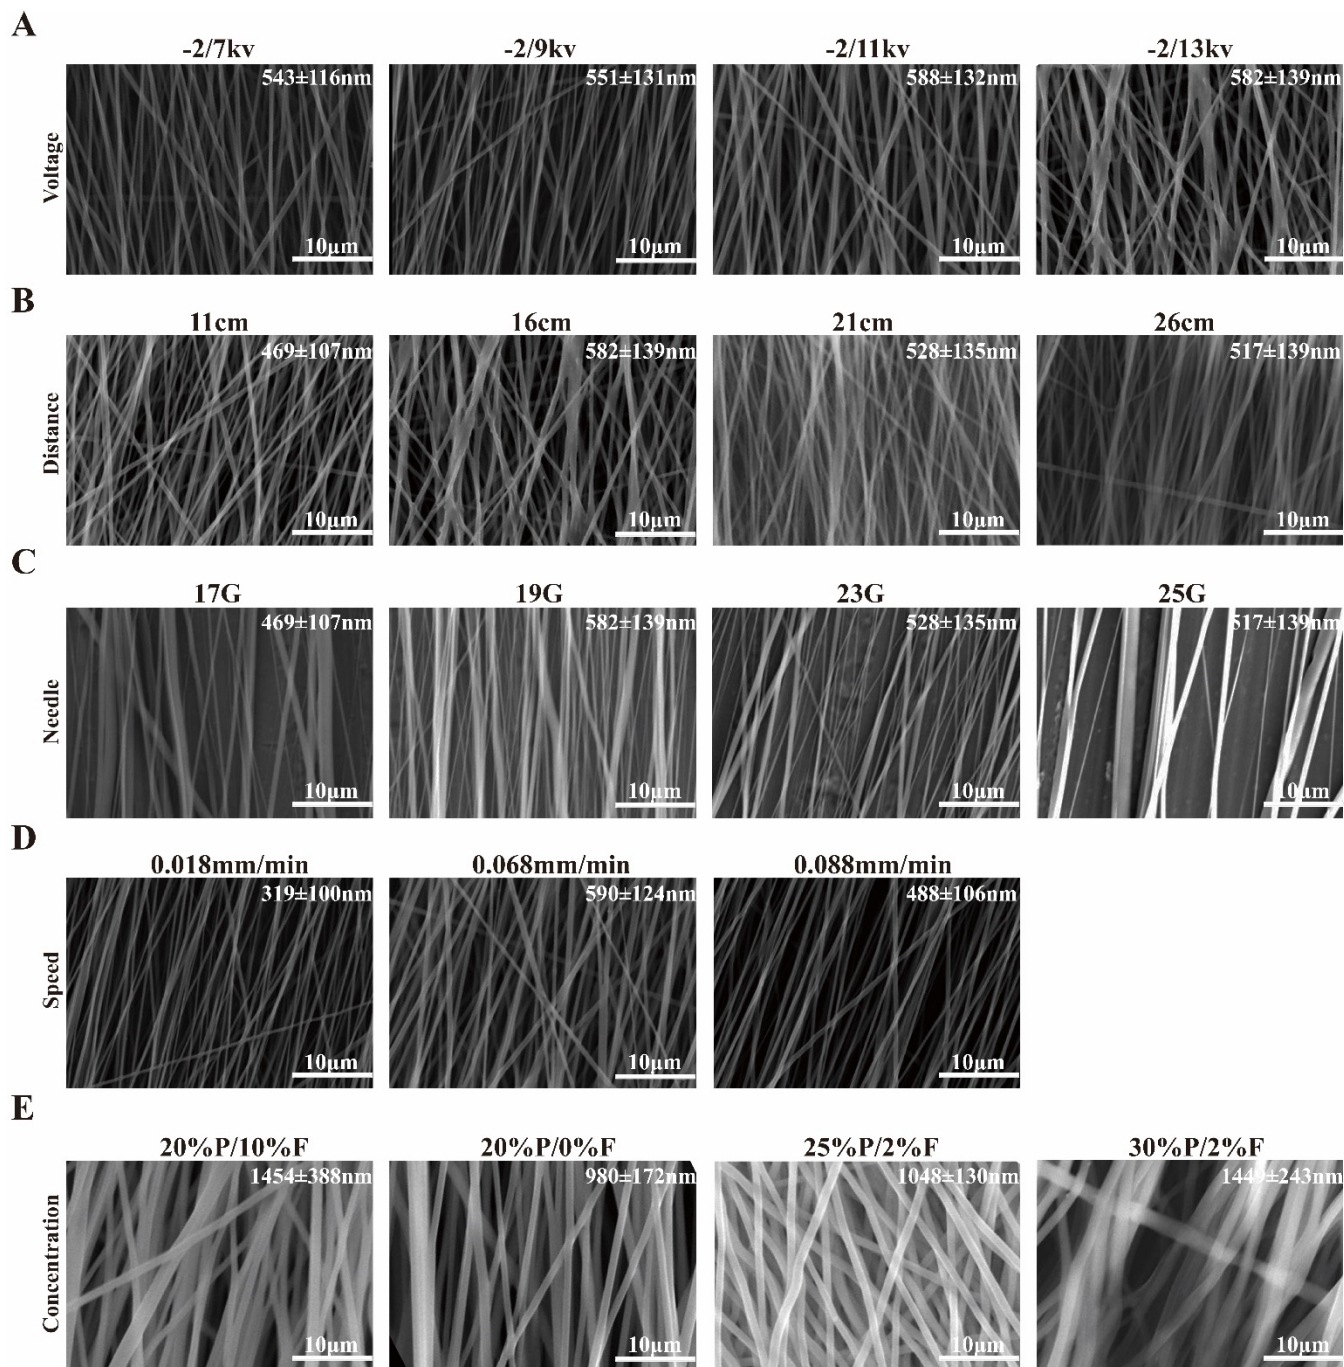 A
-2/7kv -2/9kv -2/11kv -2/13kv
543±116nm 551±131nm 588±132nm 582±139nm
Voltage
10μm 10μm 10μm 10μm
B
11cm 16cm 21cm 26cm
469±107nm 582±139nm 528±135nm 517±139nm
Distance
10μm 10μm 10μm 10μm
C
17G 19G 23G 25G
469±107nm 582±139nm 528±135nm 517±139nm
Needle
10μm 10μm 10μm 10μm
D
0.018mm/min 0.068mm/min 0.088mm/min
319±100nm 590±124nm 488±106nm
Speed
10μm 10μm 10μm
E
20%P/10%F 20%P/0%F 25%P/2%F 30%P/2%F
1454±388nm 980±172nm 1048±130nm 1449±243nm
Concentration
10μm 10μm 10μm 10μm